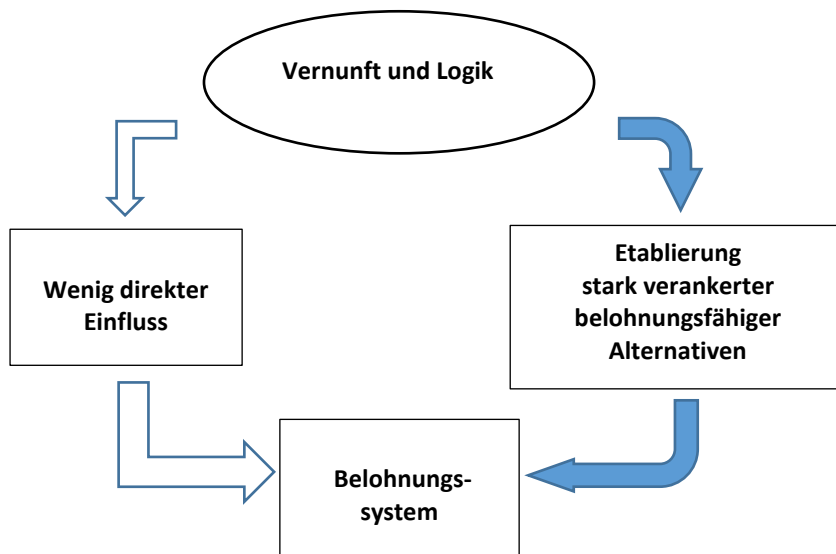 Vernunft und Logik
Wenig direkter
Einfluss
Etablierung
stark verankerter
belohnungsfähiger
Alternativen
Belohnungs-
system